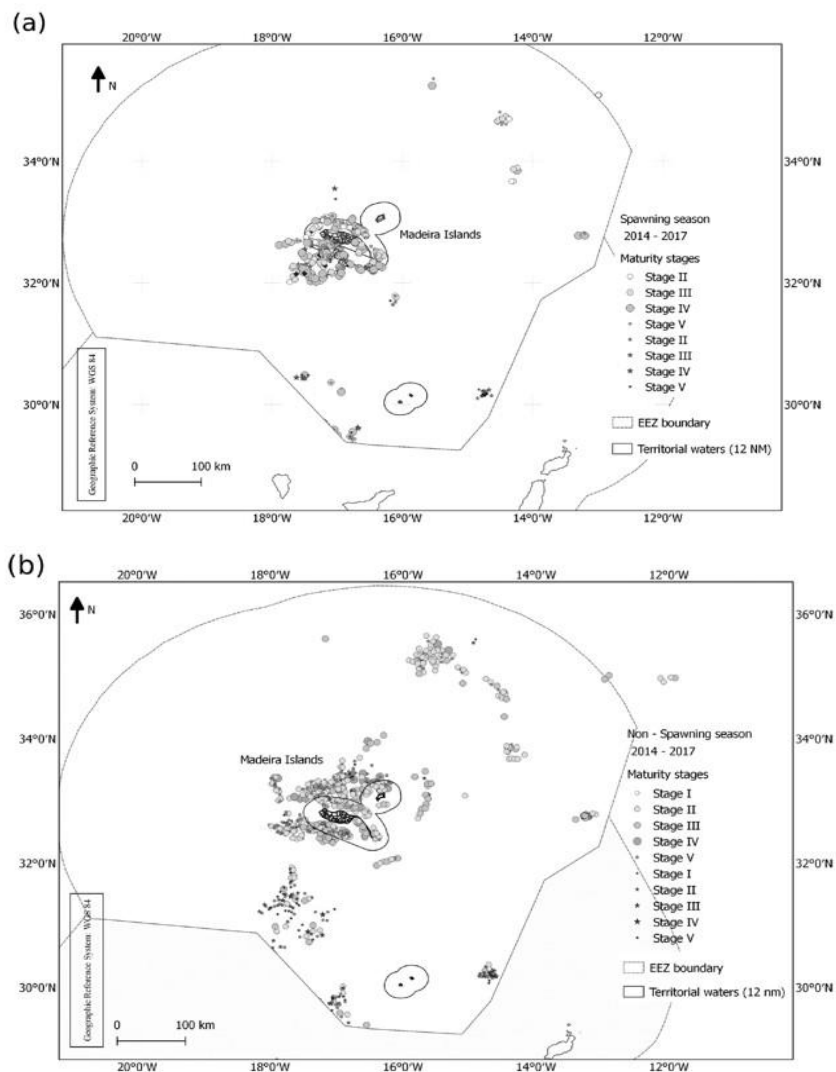 (a)
20°0'W 18°0'W 16°0'W 14°0'W 12°0'W
N
34°0'N 34°0'N
Madeira Islands
Spawning season
2014 - 2017
Maturity stages
32°0'N 32°0'N
Stage II
Stage III
Stage IV
Stage V
Stage II
Stage III
Stage IV
Stage V
30°0'N 30°0'N
EEZ boundary
Territorial waters (12 NM)
Geographic Reference System: WGS 84
0 100 km
20°0'W 18°0'W 16°0'W 14°0'W 12°0'W
(b)
20°0'W 18°0'W 16°0'W 14°0'W 12°0'W
N
36°0'N 36°0'N
34°0'N 34°0'N
Madeira Islands
Non - Spawning season
2014 - 2017
Maturity stages
Stage I
Stage II
Stage III
32°0'N 32°0'N
Stage IV
Stage V
Stage I
Stage II
Stage III
Stage IV
Stage V
30°0'N 30°0'N
EEZ boundary
Territorial waters (12 nm)
Geographic Reference System: WGS 84
0 100 km
20°0'W 18°0'W 16°0'W 14°0'W 12°0'W